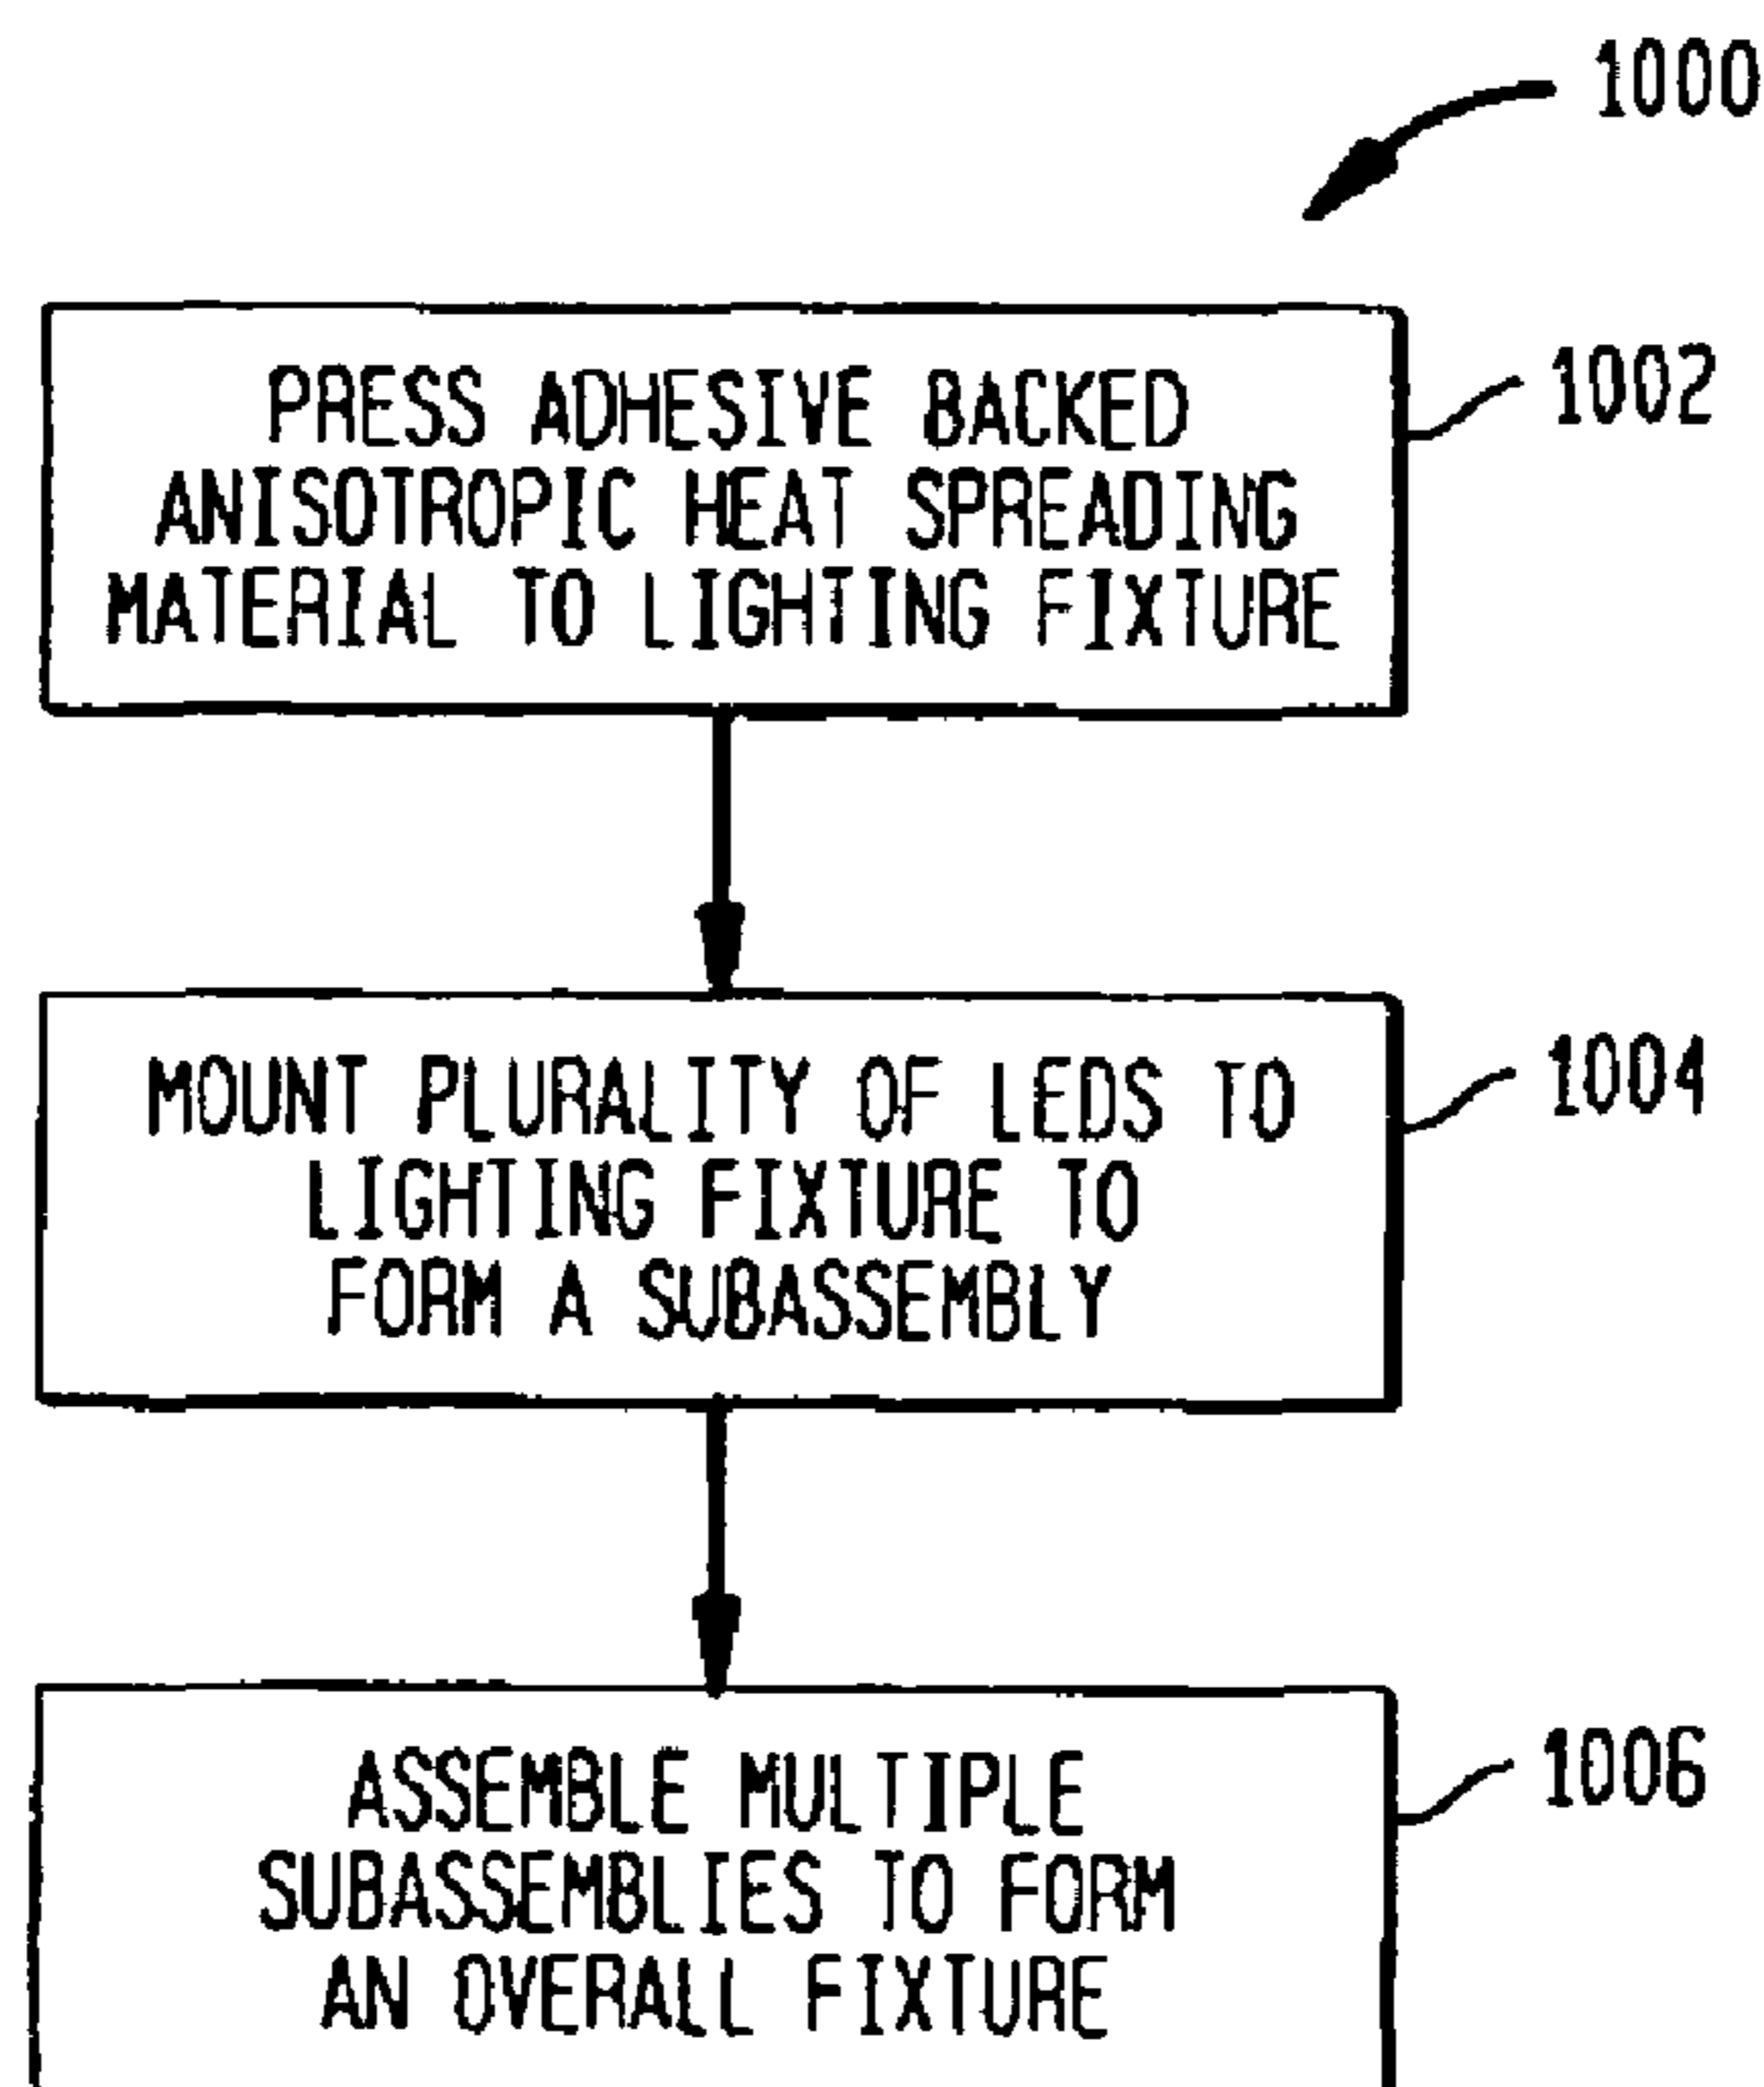 1000
PRESS ADHESIVE BACKED
ANISOTROPIC HEAT SPREADING
MATERIAL TO LIGHTING FIXTURE
1002
MOUNT PLURALITY OF LEDS TO
LIGHTING FIXTURE TO
FORM A SUBASSEMBLY
1004
ASSEMBLE MULTIPLE
SUBASSEMBLIES TO FORM
AN OVERALL FIXTURE
1006